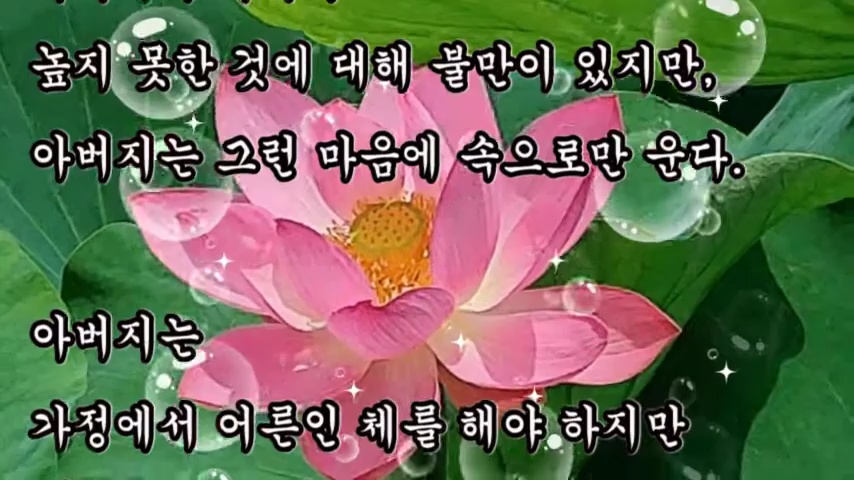 높지 못한 것에 대해 불만이 있지만,
아버지는 그런 마음에 속으로만 운다.
아버지는
가정에서 어른인 체를 해야 하지만